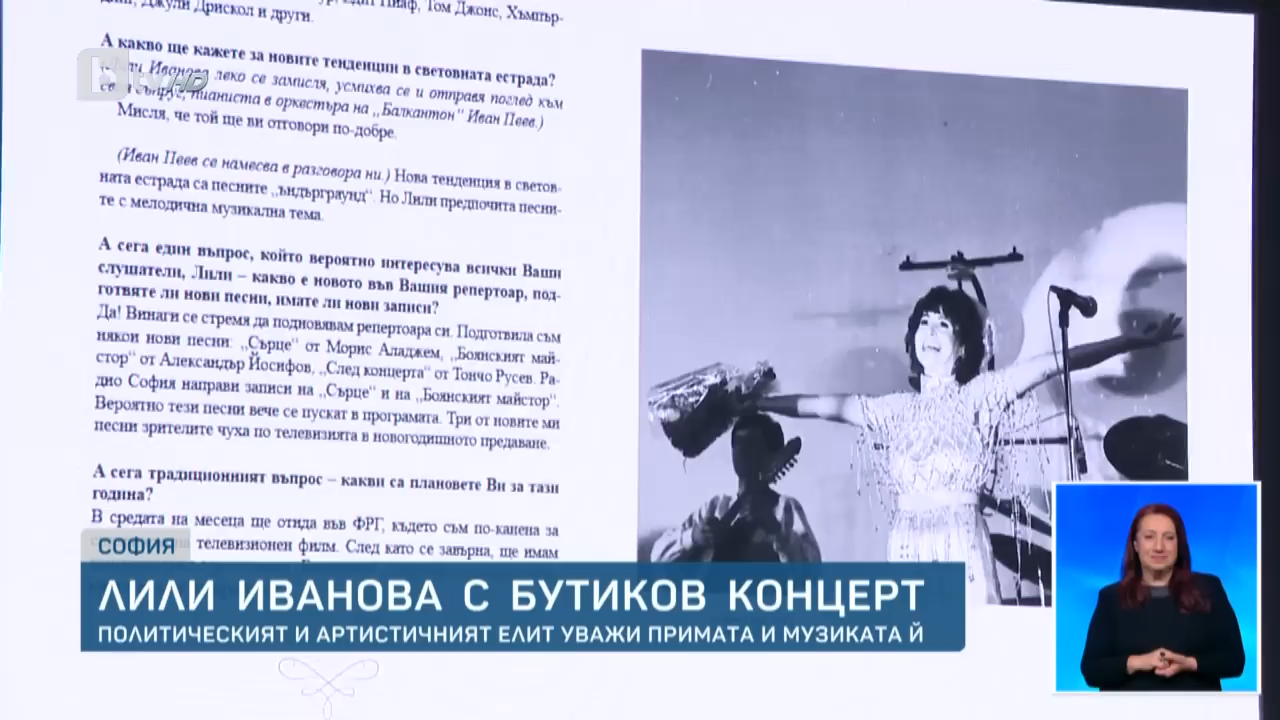 Джули Дрискол и други.
Пиаф, Том Джонс, Хъмпър-
А какво ще кажете за новите тенденции в световната естрада?
Иванова леко се замисля, усмихва се и отправя поглед към
съпруг, пианиста в оркестъра на „Балкантон“ Иван Пеев.)
Мисля, че той ще ви отговори по-добре.
(Иван Пеев се намесва в разговора ни.) Нова тенденция в светов-
ната естрада са песните „ъндърграунд“. Но Лили предпочита песни-
те с мелодична музикална тема.
А сега един въпрос, който вероятно интересува всички Ваши
слушатели, Лили – какво е новото във Вашия репертоар, под-
готвяте ли нови песни, имате ли нови записи?
Да! Винаги се стремя да подновявам репертоара си. Подготвила съм
някои нови песни: „Сърце“ от Морис Аладжем, „Боянският май-
стор“ от Александър Йосифов, „След концерта“ от Тончо Русев. Ра-
дио София направи записи на „Сърце“ и на „Боянският майстор“.
Вероятно тези песни вече се пускат в програмата. Три от новите ми
песни зрителите чуха по телевизията в новогодишното предаване.
А сега традиционният въпрос – какви са плановете Ви за тази
година?
В средата на месеца ще отида във ФРГ, където съм по-канена за
телевизионен филм. След като се завърна, ще имам
bTV HD
СОФИЯ
ЛИЛИ ИВАНОВА С БУТИКОВ КОНЦЕРТ
ПОЛИТИЧЕСКИЯТ И АРТИСТИЧНИЯТ ЕЛИТ УВАЖИ ПРИМАТА И МУЗИКАТА Й